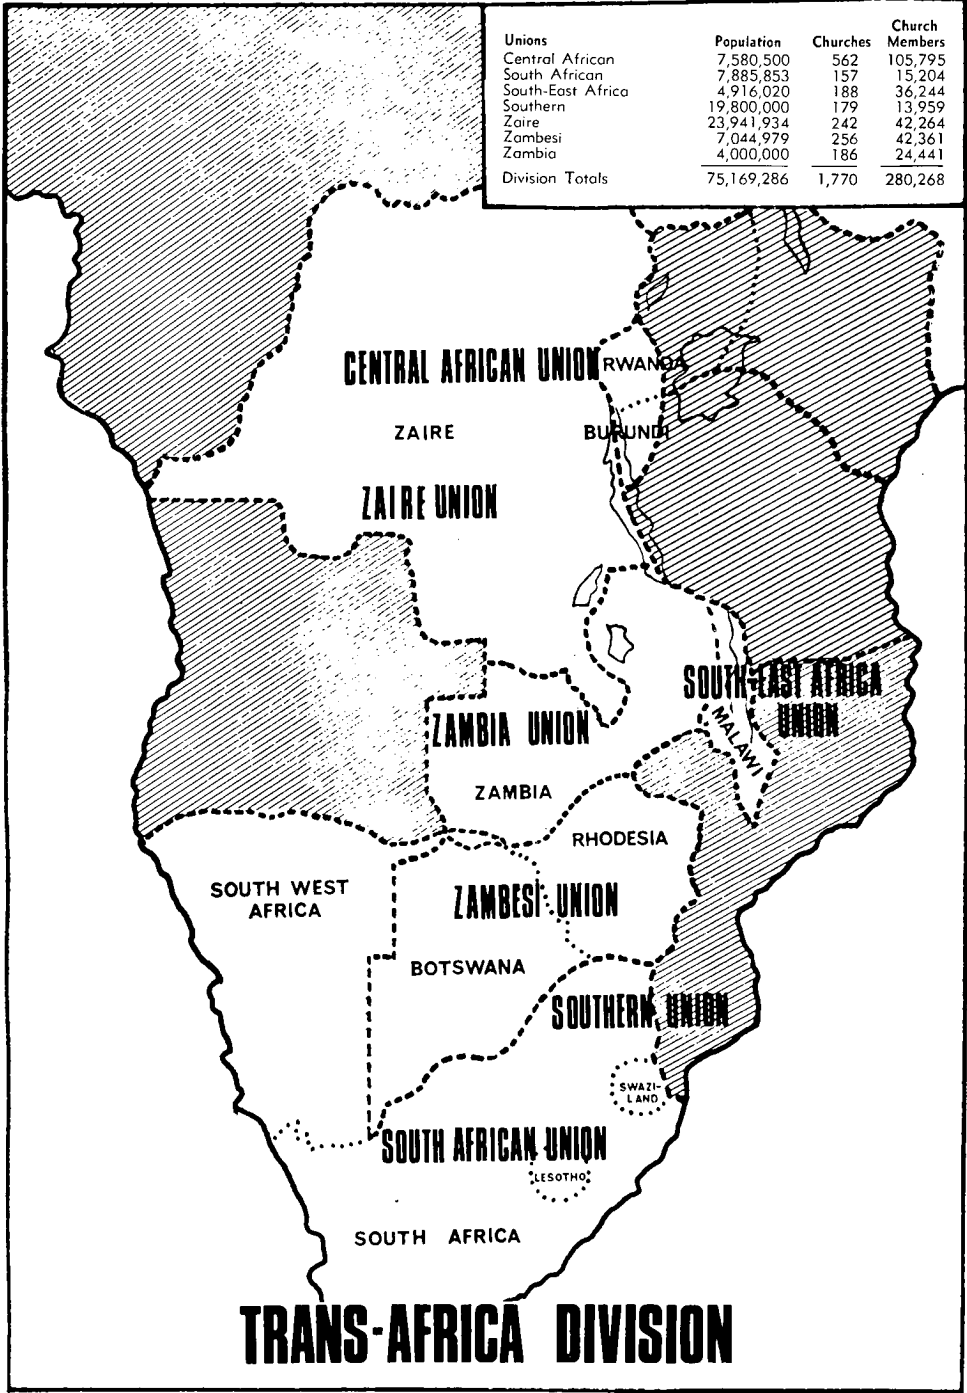 Church
Unions Population Churches Members
Central African 7,580,500 562 105,795
South African 7,885,853 157 15,204
South-East Africa 4,916,020 188 36,244
Southern 19,800,000 179 13,959
Zaire 23,941,934 242 42,264
Zambesi 7,044,979 256 42,361
Zambia 4,000,000 186 24,441
Division Totals 75,169,286 1,770 280,268
CENTRAL AFRICAN UNION
RWANDA
ZAIRE
BURUNDI
ZAIRE UNION
SOUTH-EAST AFRICA
UNION
MALAWI
ZAMBIA UNION
ZAMBIA
RHODESIA
SOUTH WEST
AFRICA
ZAMBESI UNION
BOTSWANA
SOUTHERN UNION
SWAZI-
LAND
SOUTH AFRICAN UNION
LESOTHO
SOUTH AFRICA
TRANS-AFRICA DIVISION